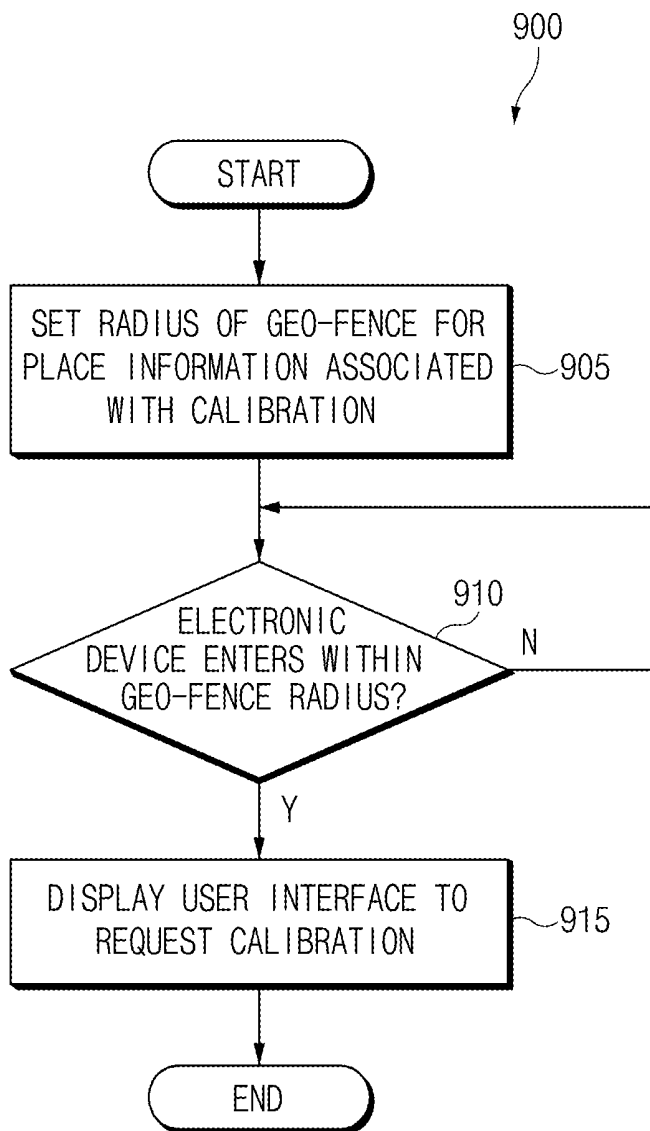 900
START
SET RADIUS OF GEO-FENCE FOR
PLACE INFORMATION ASSOCIATED
WITH CALIBRATION
905
ELECTRONIC
DEVICE ENTERS WITHIN
GEO-FENCE RADIUS?
910
N
Y
DISPLAY USER INTERFACE TO
REQUEST CALIBRATION
915
END